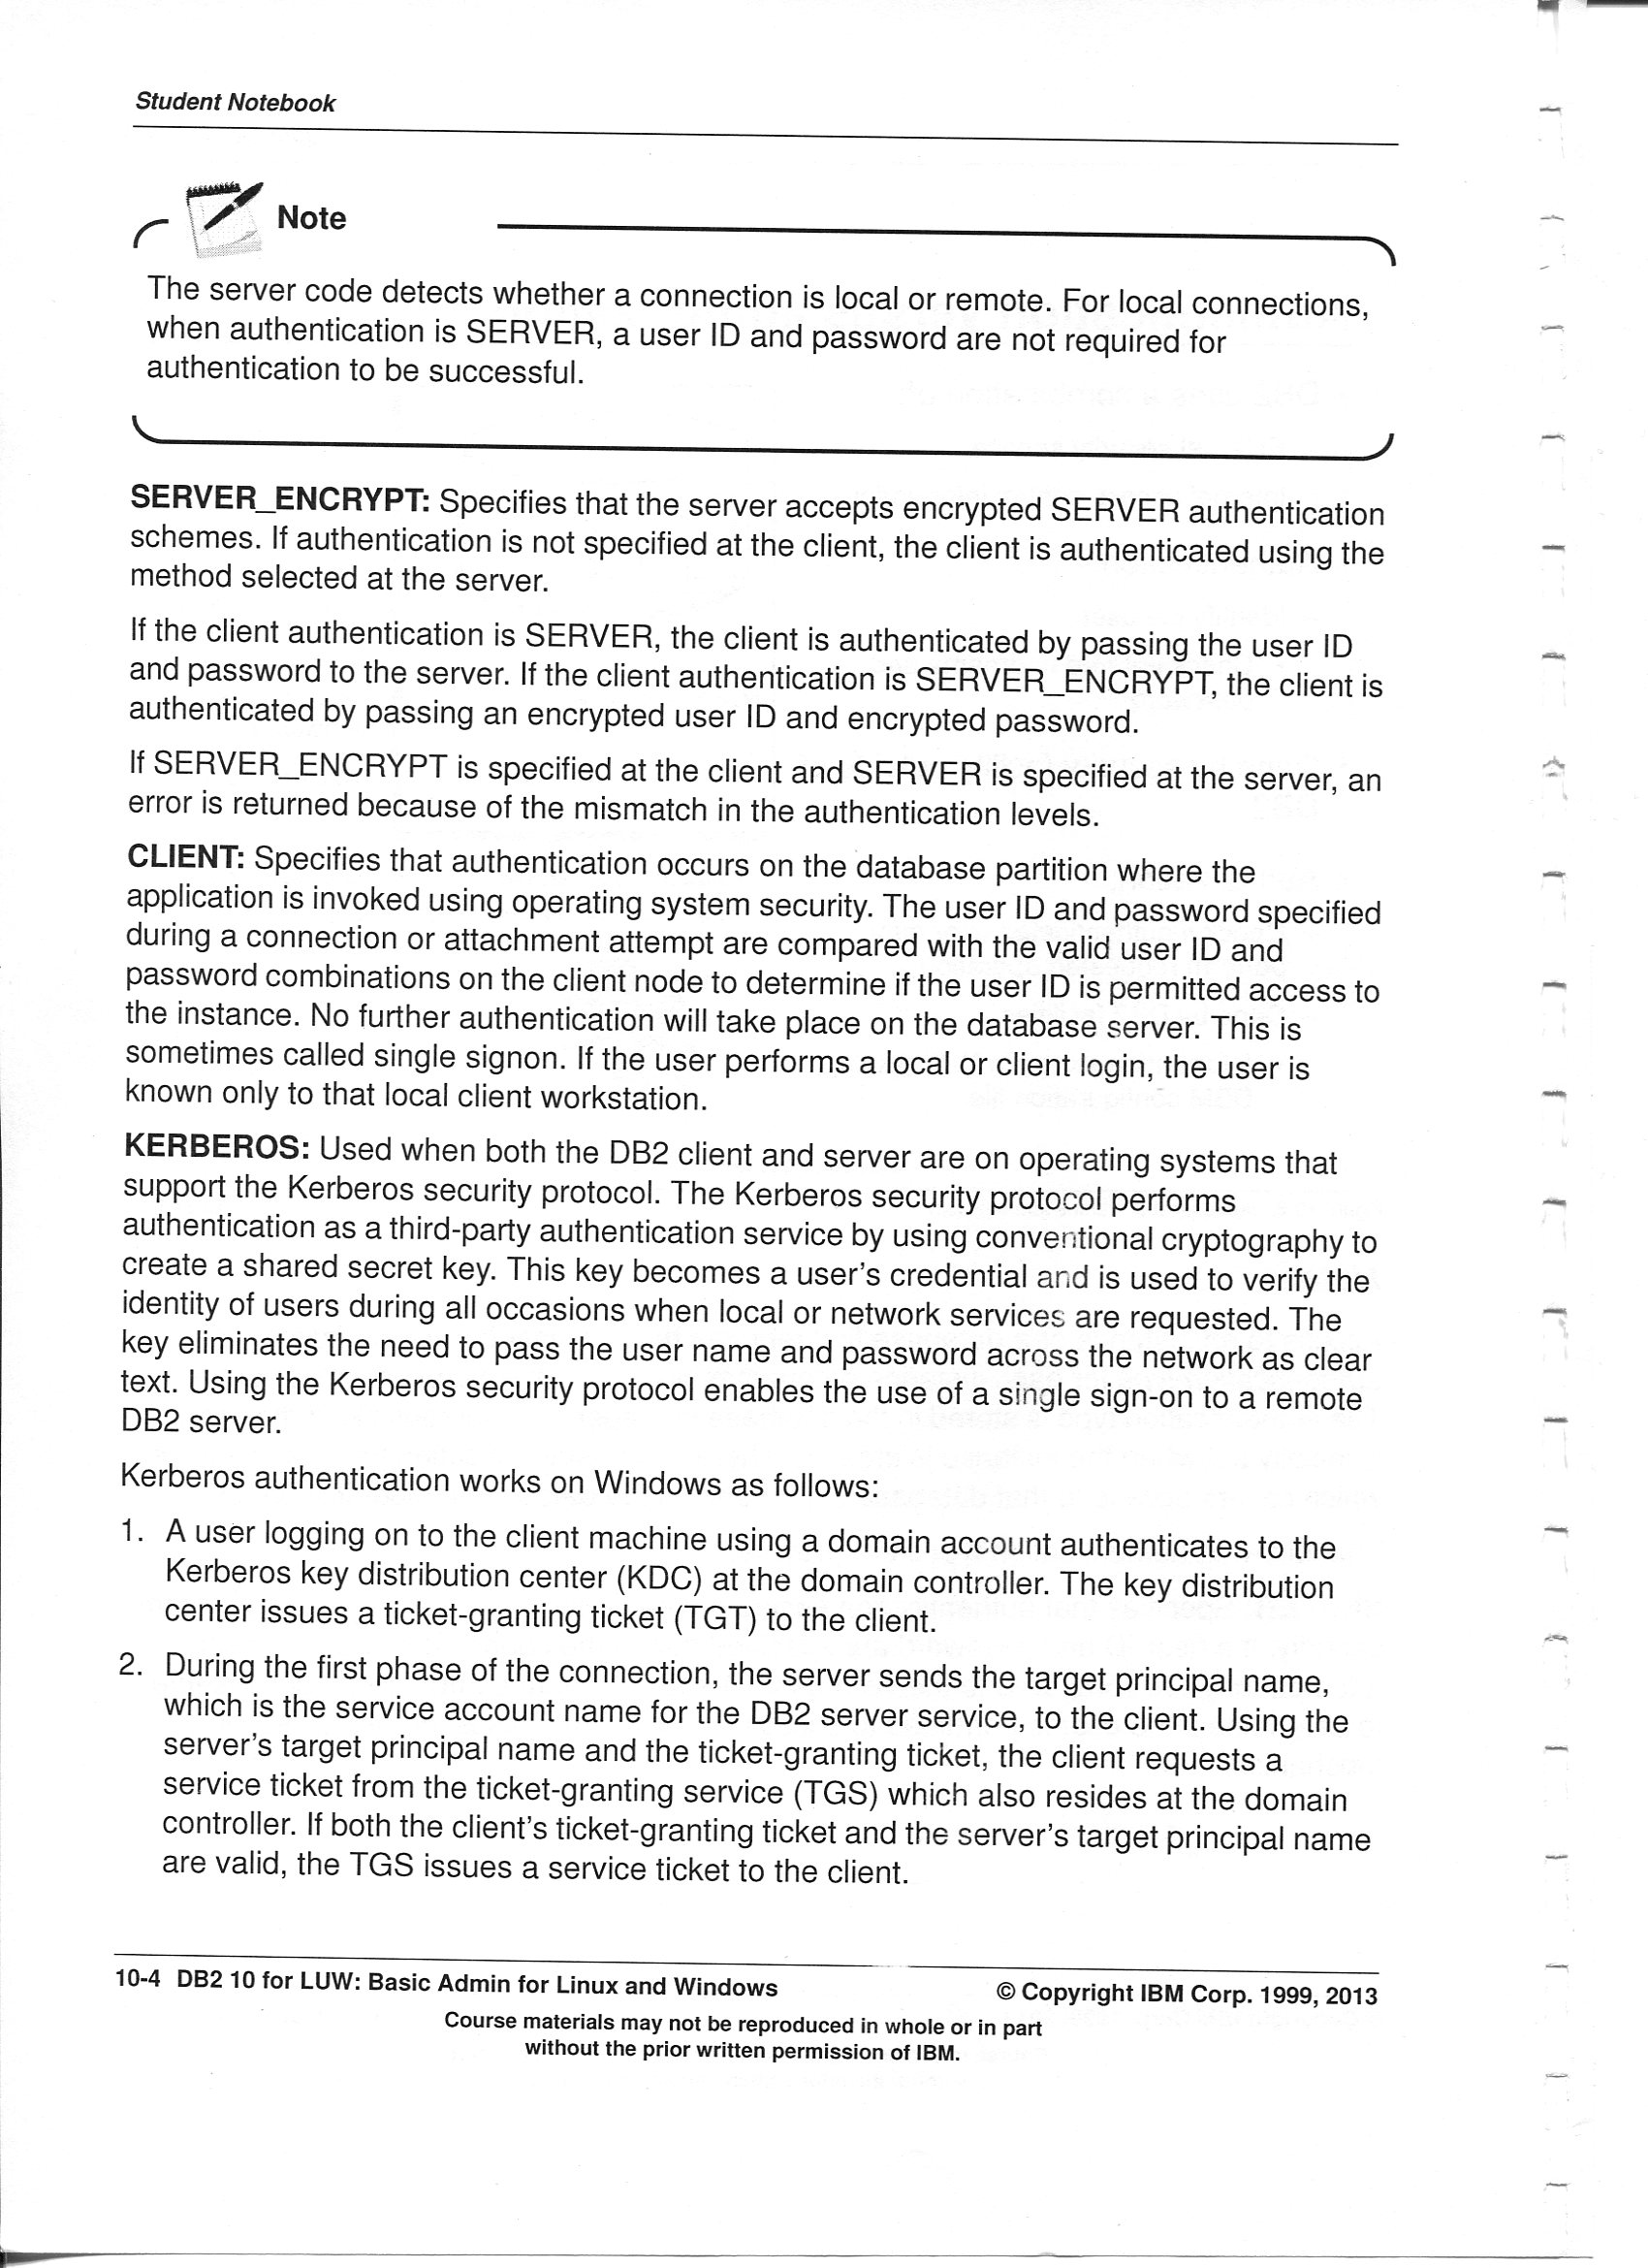 Student Notebook
Note
The server code detects whether a connection is local or remote. For local connections,
when authentication is SERVER, a user ID and password are not required for
authentication to be successful.
SERVER_ENCRYPT: Specifies that the server accepts encrypted SERVER authentication
schemes. If authentication is not specified at the client, the client is authenticated using the
method selected at the server.
If the client authentication is SERVER, the client is authenticated by passing the user ID
and password to the server. If the client authentication is SERVER_ENCRYPT, the client is
authenticated by passing an encrypted user ID and encrypted password.
If SERVER_ENCRYPT is specified at the client and SERVER is specified at the server, an
error is returned because of the mismatch in the authentication levels.
CLIENT: Specifies that authentication occurs on the database partition where the
application is invoked using operating system security. The user ID and password specified
during a connection or attachment attempt are compared with the valid user ID and
password combinations on the client node to determine if the user ID is permitted access to
the instance. No further authentication will take place on the database server. This is
sometimes called single signon. If the user performs a local or client login, the user is
known only to that local client workstation.
KERBEROS: Used when both the DB2 client and server are on operating systems that
support the Kerberos security protocol. The Kerberos security protocol performs
authentication as a third-party authentication service by using conventional cryptography to
create a shared secret key. This key becomes a user's credential and is used to verify the
identity of users during all occasions when local or network services are requested. The
key eliminates the need to pass the user name and password across the network as clear
text. Using the Kerberos security protocol enables the use of a single sign-on to a remote
DB2 server.
Kerberos authentication works on Windows as follows:
1. A user logging on to the client machine using a domain account authenticates to the
Kerberos key distribution center (KDC) at the domain controller. The key distribution
center issues a ticket-granting ticket (TGT) to the client.
2. During the first phase of the connection, the server sends the target principal name,
which is the service account name for the DB2 server service, to the client. Using the
server's target principal name and the ticket-granting ticket, the client requests a
service ticket from the ticket-granting service (TGS) which also resides at the domain
controller. If both the client's ticket-granting ticket and the server's target principal name
are valid, the TGS issues a service ticket to the client.
10-4 DB2 10 for LUW: Basic Admin for Linux and Windows
© Copyright IBM Corp. 1999, 2013
Course materials may not be reproduced in whole or in part
without the prior written permission of IBM.